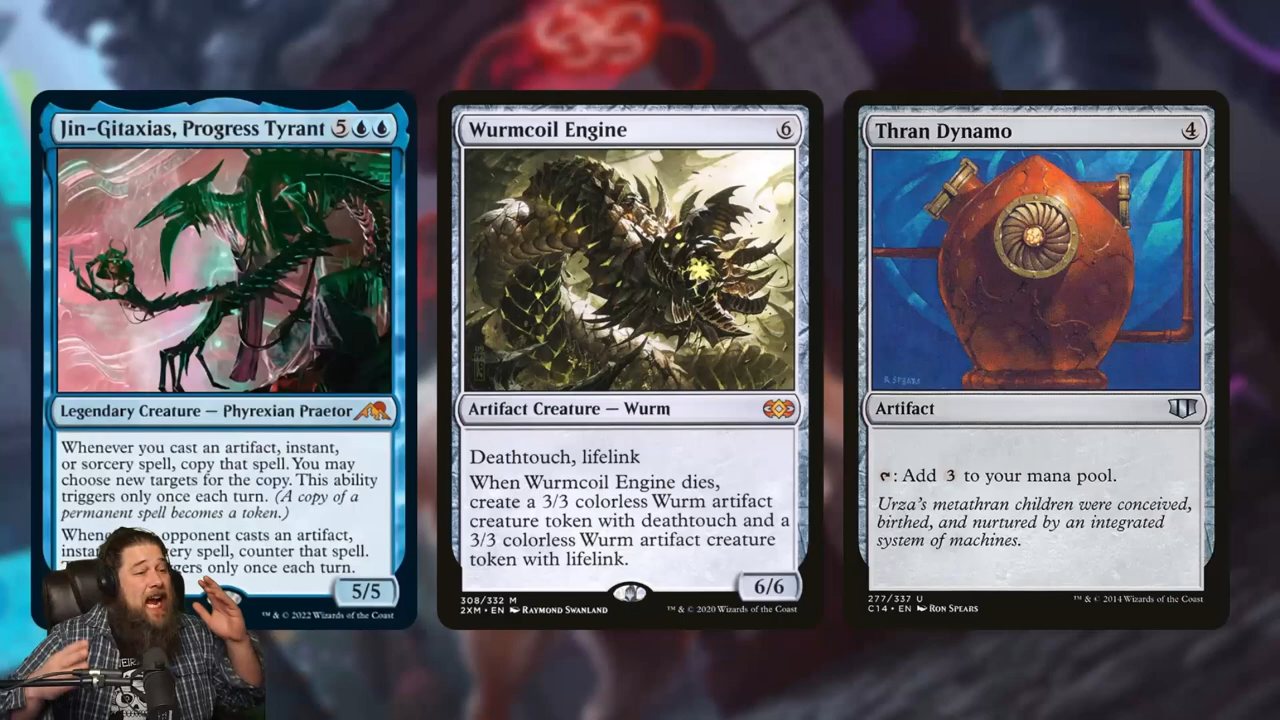 Jin-Gitaxias, Progress Tyrant 5
Legendary Creature — Phyrexian Praetor
Whenever you cast an artifact, instant,
or sorcery spell, copy that spell. You may
choose new targets for the copy. This ability
triggers only once each turn. (A copy of a
permanent spell becomes a token.)
opponent casts an artifact,
spell, counter that spell.
only once each turn.
5/5
™ & © 2022 Wizards of the Coast
Wurmcoil Engine 6
Artifact Creature — Wurm
Deathtouch, lifelink
When Wurmcoil Engine dies,
create a 3/3 colorless Wurm artifact
creature token with deathtouch and a
3/3 colorless Wurm artifact creature
token with lifelink.
6/6
308/332 M
2XM • EN RAYMOND SWANLAND
™ & © 2020 Wizards of the Coast
Thran Dynamo 4
R. SPEARS
Artifact
: Add 3 to your mana pool.
Urza's metathran children were conceived,
birthed, and nurtured by an integrated
system of machines.
277/337 U
C14 • EN RON SPEARS
™ & © 2014 Wizards of the Coast